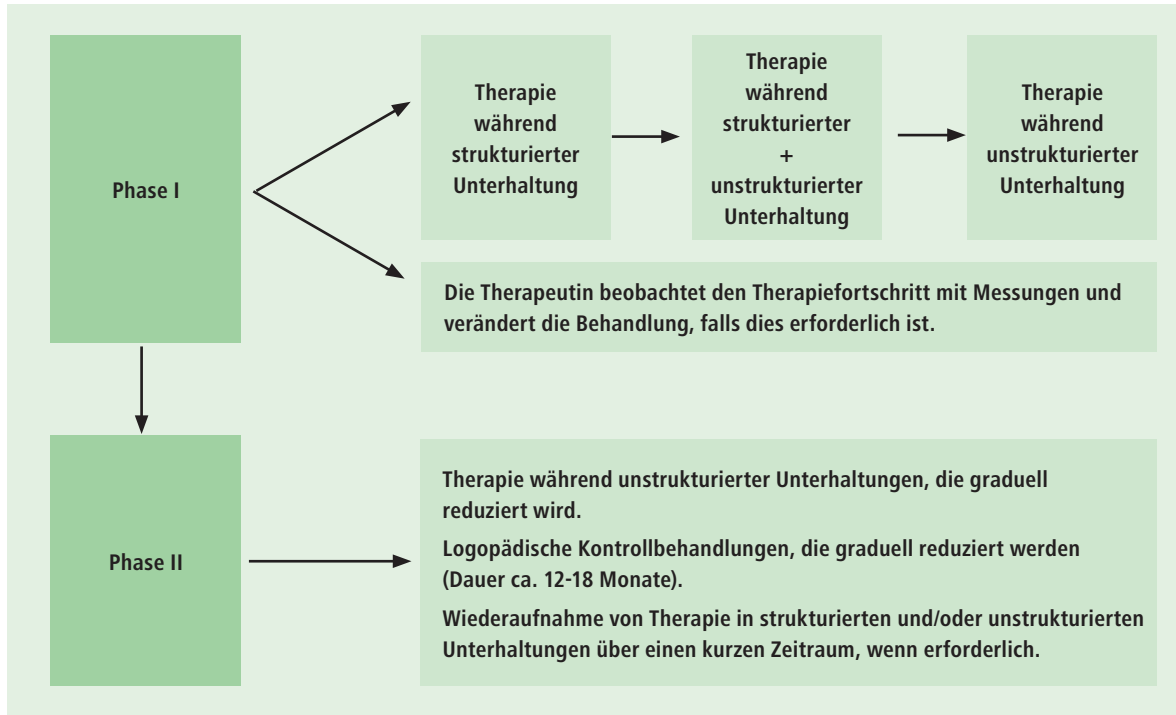 Phase I
Therapie
während
strukturierter
Unterhaltung
Therapie
während
strukturierter
+
unstrukturierter
Unterhaltung
Therapie
während
unstrukturierter
Unterhaltung
Die Therapeutin beobachtet den Therapiefortschritt mit Messungen und
verändert die Behandlung, falls dies erforderlich ist.
Phase II
Therapie während unstrukturierter Unterhaltungen, die graduell
reduziert wird.
Logopädische Kontrollbehandlungen, die graduell reduziert werden
(Dauer ca. 12-18 Monate).
Wiederaufnahme von Therapie in strukturierten und/oder unstrukturierten
Unterhaltungen über einen kurzen Zeitraum, wenn erforderlich.